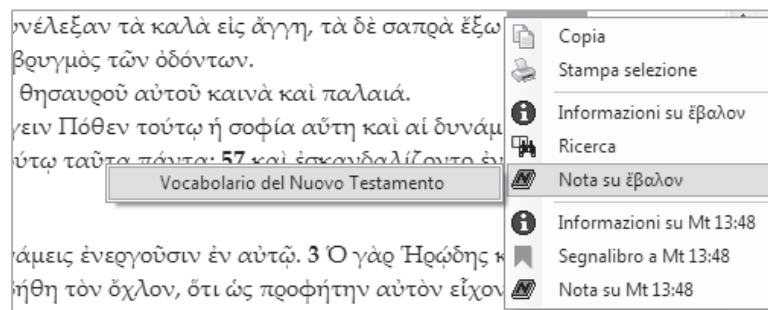 νέλεξαν τὰ καλὰ εἰς ἄγγη, τὰ δὲ σαπρὰ ἔξω
βρυγμὸς τῶν ὀδόντων.
θησαυροῦ αὐτοῦ καινὰ καὶ παλαιά.
γειν Πόθεν τούτῳ ἡ σοφία αὕτη καὶ αἱ δυνάμ
ύτῳ ταῦτα πάντα; 57 καὶ ἐσκανδαλίζοντο ἐν
Vocabolario del Nuovo Testamento
άμεις ἐνεργοῦσιν ἐν αὐτῷ. 3 Ὁ γὰρ Ἡρῴδης κ
ήθη τὸν ὄχλον, ὅτι ὡς προφήτην αὐτὸν εἶχον
Copia
Stampa selezione
Informazioni su ἔβαλον
Ricerca
Nota su ἔβαλον
Informazioni su Mt 13:48
Segnalibro a Mt 13:48
Nota su Mt 13:48